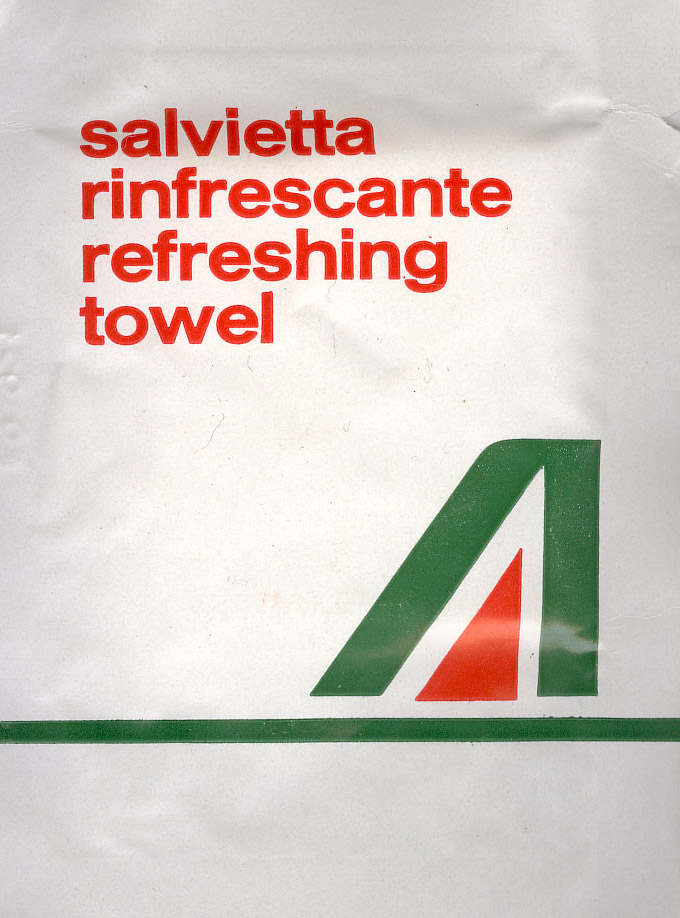 salvietta
rinfrescante
refreshing
towel